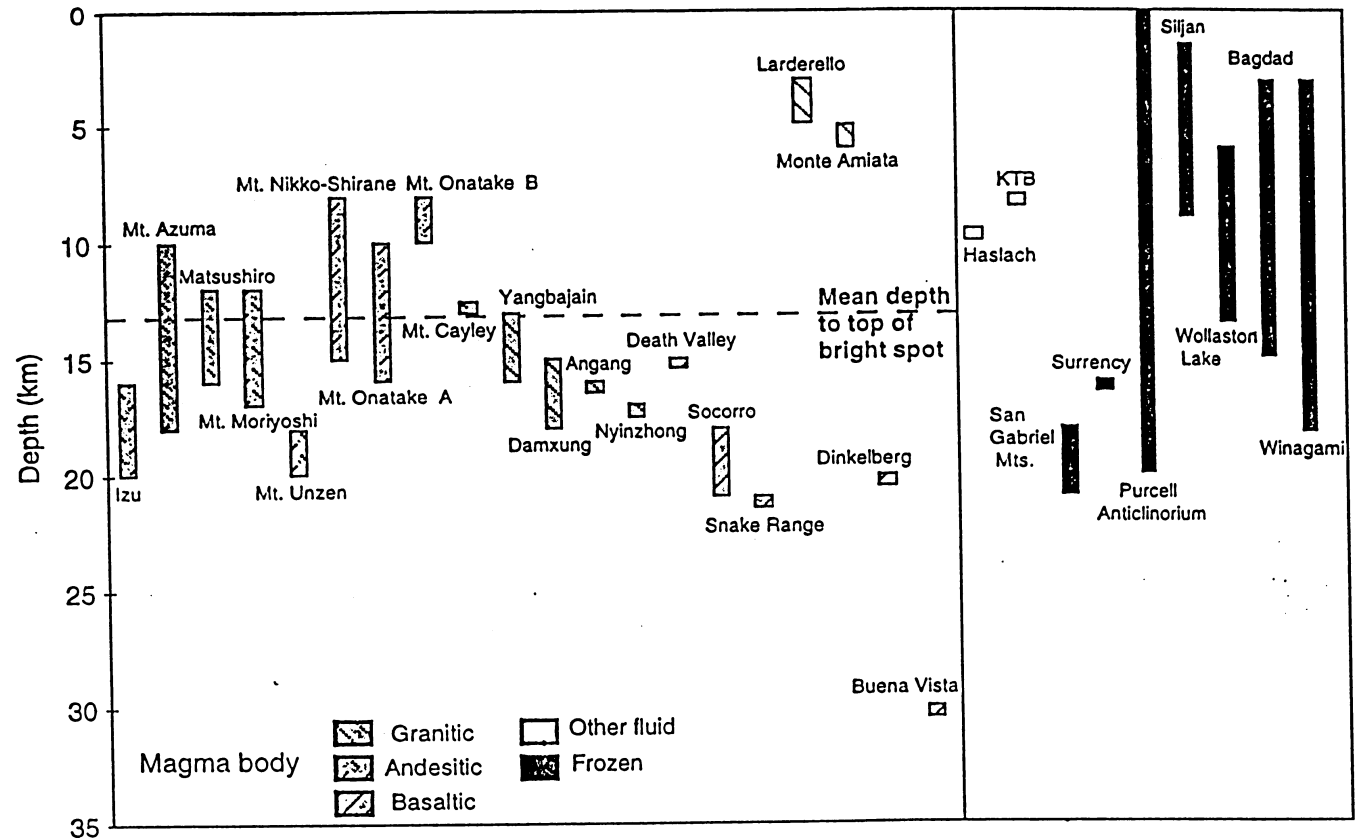 0
5
10
15
20
25
30
35
Depth (km)
Larderello
Monte Amiata
Siljan
Bagdad
KTB
Haslach
Mt. Nikko-Shirane
Mt. Onatake B
Mt. Azuma
Matsushiro
Mt. Cayley
Yangbajain
Mean depth
to top of
bright spot
Mt. Onatake A
Mt. Moriyoshi
Mt. Unzen
Izu
Angang
Death Valley
Damxung
Nyinzhong
Socorro
Snake Range
Dinkelberg
Surrency
San
Gabriel
Mts.
Wollaston
Lake
Purcell
Anticlinorium
Winagami
Buena Vista
Magma body
Granitic
Andesitic
Basaltic
Other fluid
Frozen